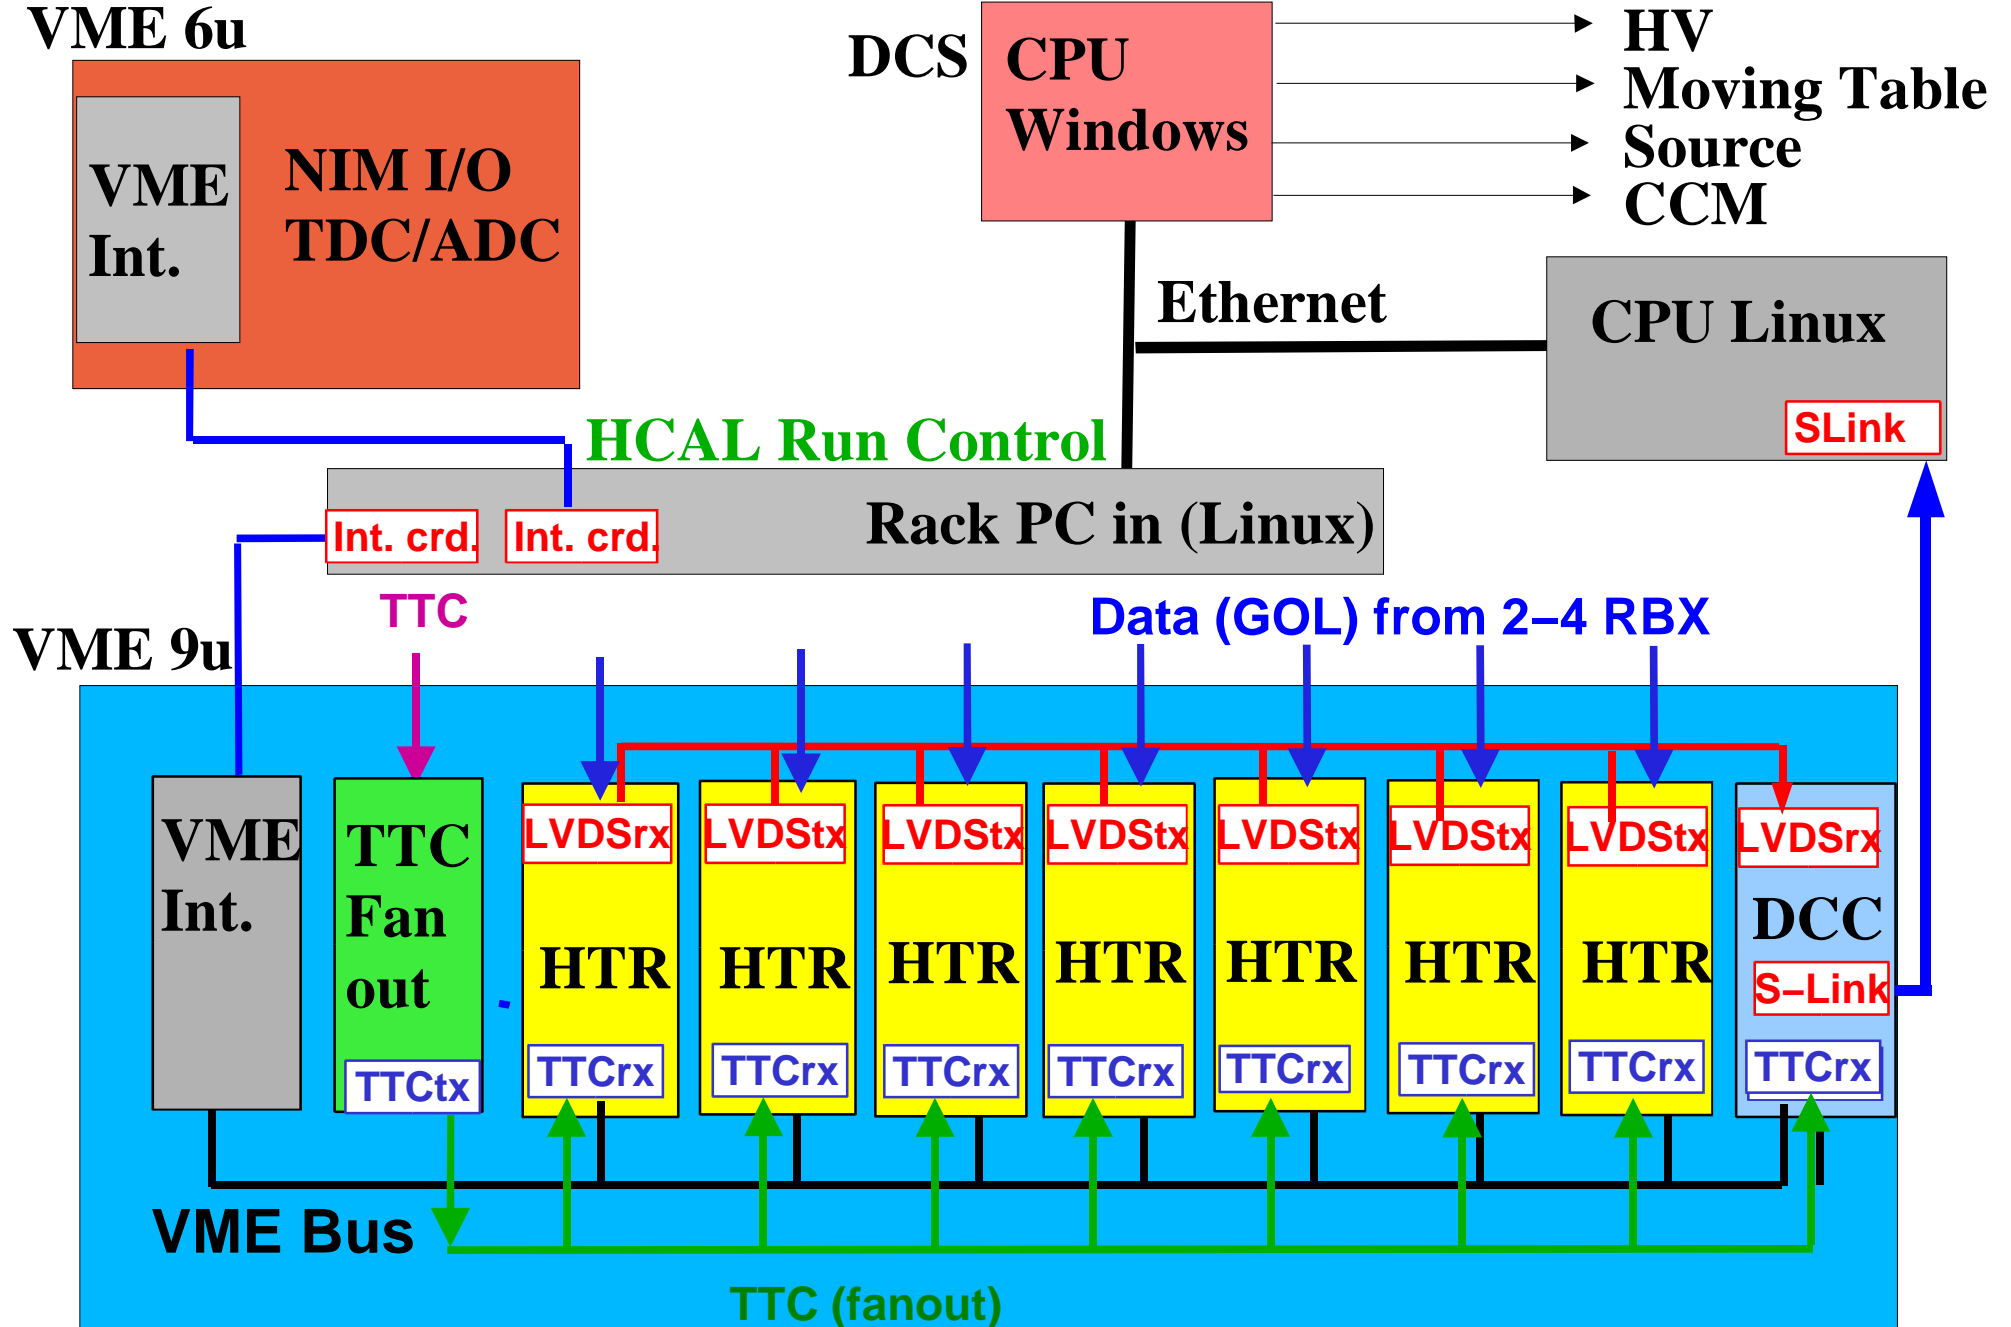 VME 6u
VME
Int.
NIM I/O
TDC/ADC
DCS
CPU
Windows
HV
Moving Table
Source
CCM
Ethernet
CPU Linux
SLink
HCAL Run Control
Rack PC in (Linux)
Int. crd.
Int. crd.
TTC
Data (GOL) from 2–4 RBX
VME 9u
VME
Int.
TTC
Fan
out
TTCtx
LVDSrx
HTR
TTCrx
LVDStx
HTR
TTCrx
LVDStx
HTR
TTCrx
LVDStx
HTR
TTCrx
LVDStx
HTR
TTCrx
LVDStx
HTR
TTCrx
LVDStx
HTR
TTCrx
LVDSrx
DCC
S–Link
TTCrx
VME Bus
TTC (fanout)